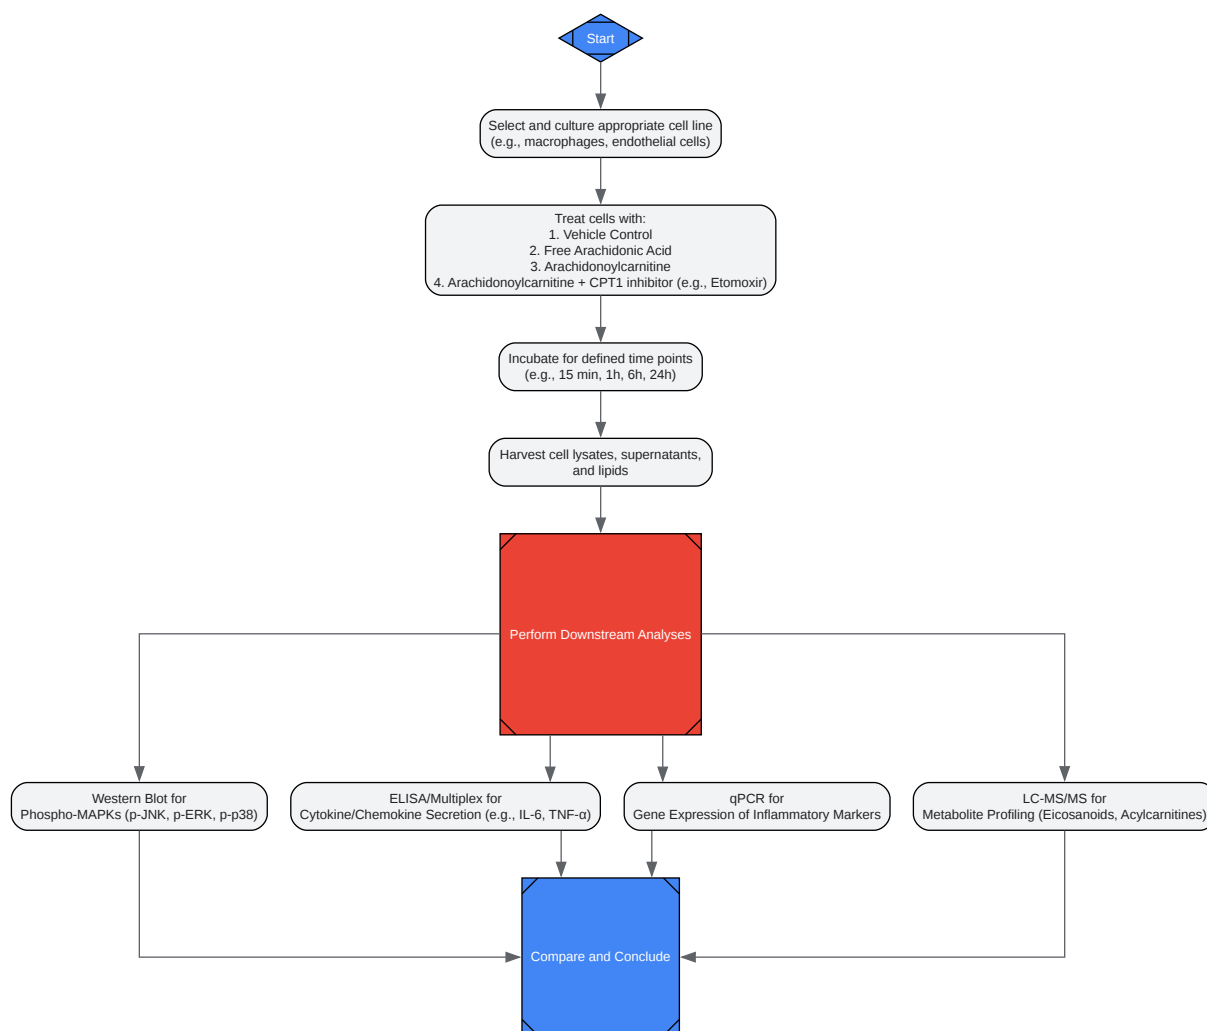 Start
Select and culture appropriate cell line
(e.g., macrophages, endothelial cells)
Treat cells with:
1. Vehicle Control
2. Free Arachidonic Acid
3. Arachidonoylcarnitine
4. Arachidonoylcarnitine + CPT1 inhibitor (e.g., Etomoxir)
Incubate for defined time points
(e.g., 15 min, 1h, 6h, 24h)
Harvest cell lysates, supernatants,
and lipids
Perform Downstream Analyses
Western Blot for
Phospho-MAPKs (p-JNK, p-ERK, p-p38)
ELISA/Multiplex for
Cytokine/Chemokine Secretion (e.g., IL-6, TNF-α)
qPCR for
Gene Expression of Inflammatory Markers
LC-MS/MS for
Metabolite Profiling (Eicosanoids, Acylcarnitines)
Compare and Conclude